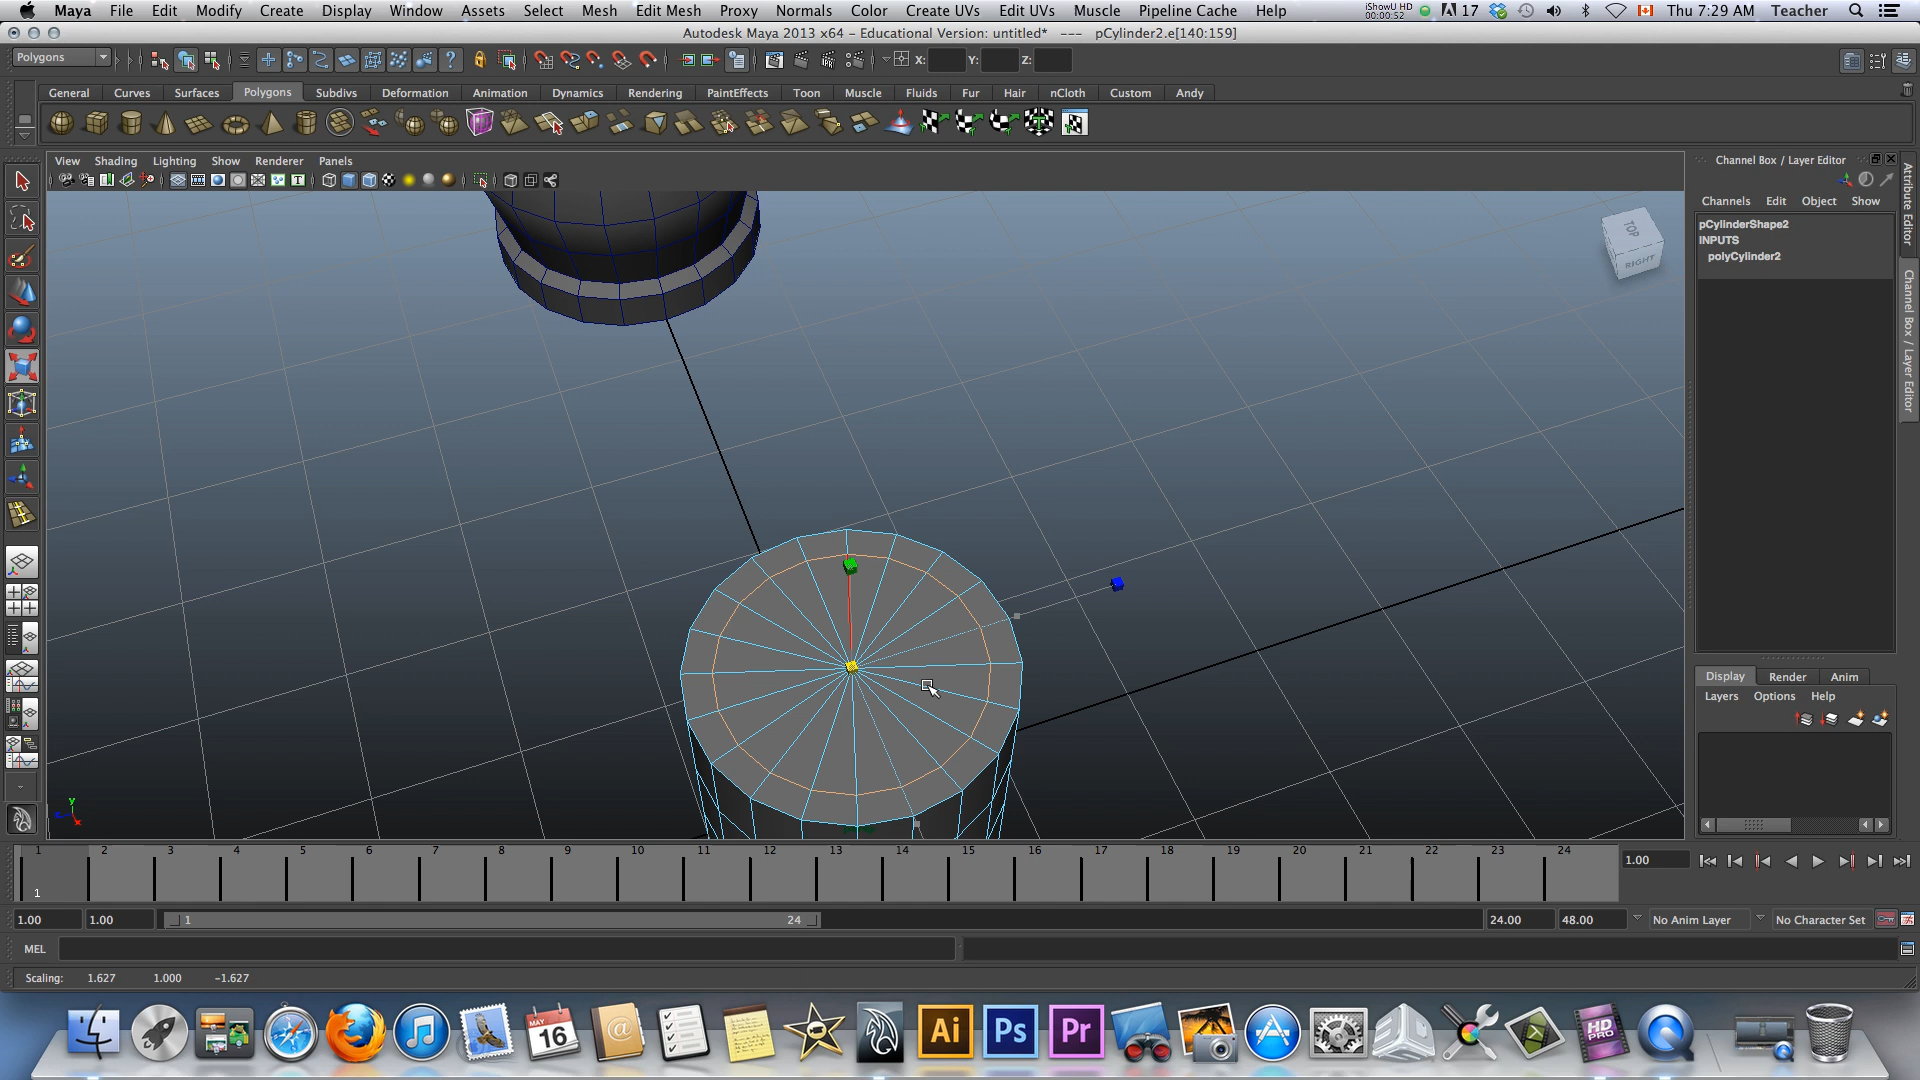 Maya File Edit Modify Create Display Window Assets Select Mesh Edit Mesh Proxy Normals Color Create UVs Edit UVs Muscle Pipeline Cache Help iShowU HD 00:00:52 17 Thu 7:29 AM Teacher
Autodesk Maya 2013 x64 – Educational Version: untitled* --- pCylinder2.e[140:159]
Polygons X: Y: Z:
General Curves Surfaces Polygons Subdivs Deformation Animation Dynamics Rendering PaintEffects Toon Muscle Fluids Fur Hair nCloth Custom Andy
View Shading Lighting Show Renderer Panels
Channel Box / Layer Editor
Channels Edit Object Show
pCylinderShape2
INPUTS
polyCylinder2
Attribute Editor
Channel Box / Layer Editor
TOP
RIGHT
y
x
Display Render Anim
Layers Options Help
1 2 3 4 5 6 7 8 9 10 11 12 13 14 15 16 17 18 19 20 21 22 23 24 1.00
1
1.00 1.00 1 24 24.00 48.00 No Anim Layer No Character Set
MEL
Scaling: 1.627 1.000 -1.627
MAY 16 @ Ai Ps Pr HD PRO